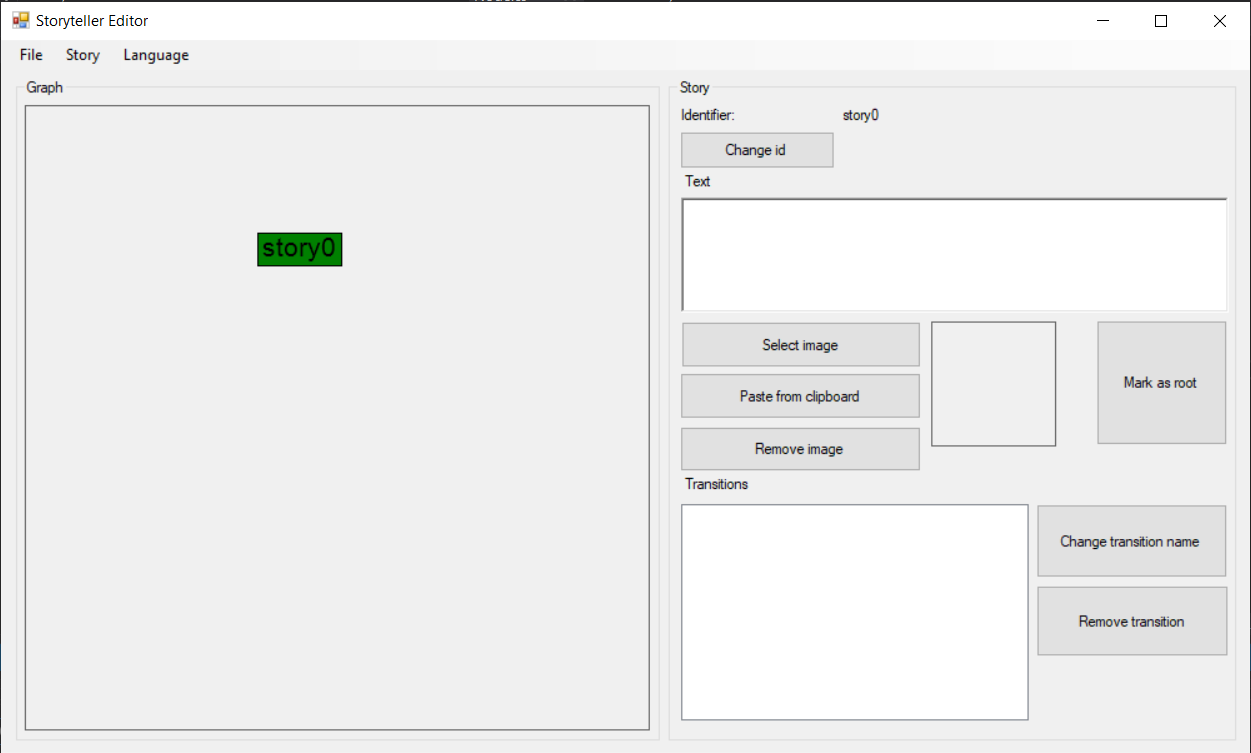 Storyteller Editor
File Story Language
Graph
story0
Story
Identifier: story0
Change id
Text
Select image
Paste from clipboard
Remove image
Mark as root
Transitions
Change transition name
Remove transition